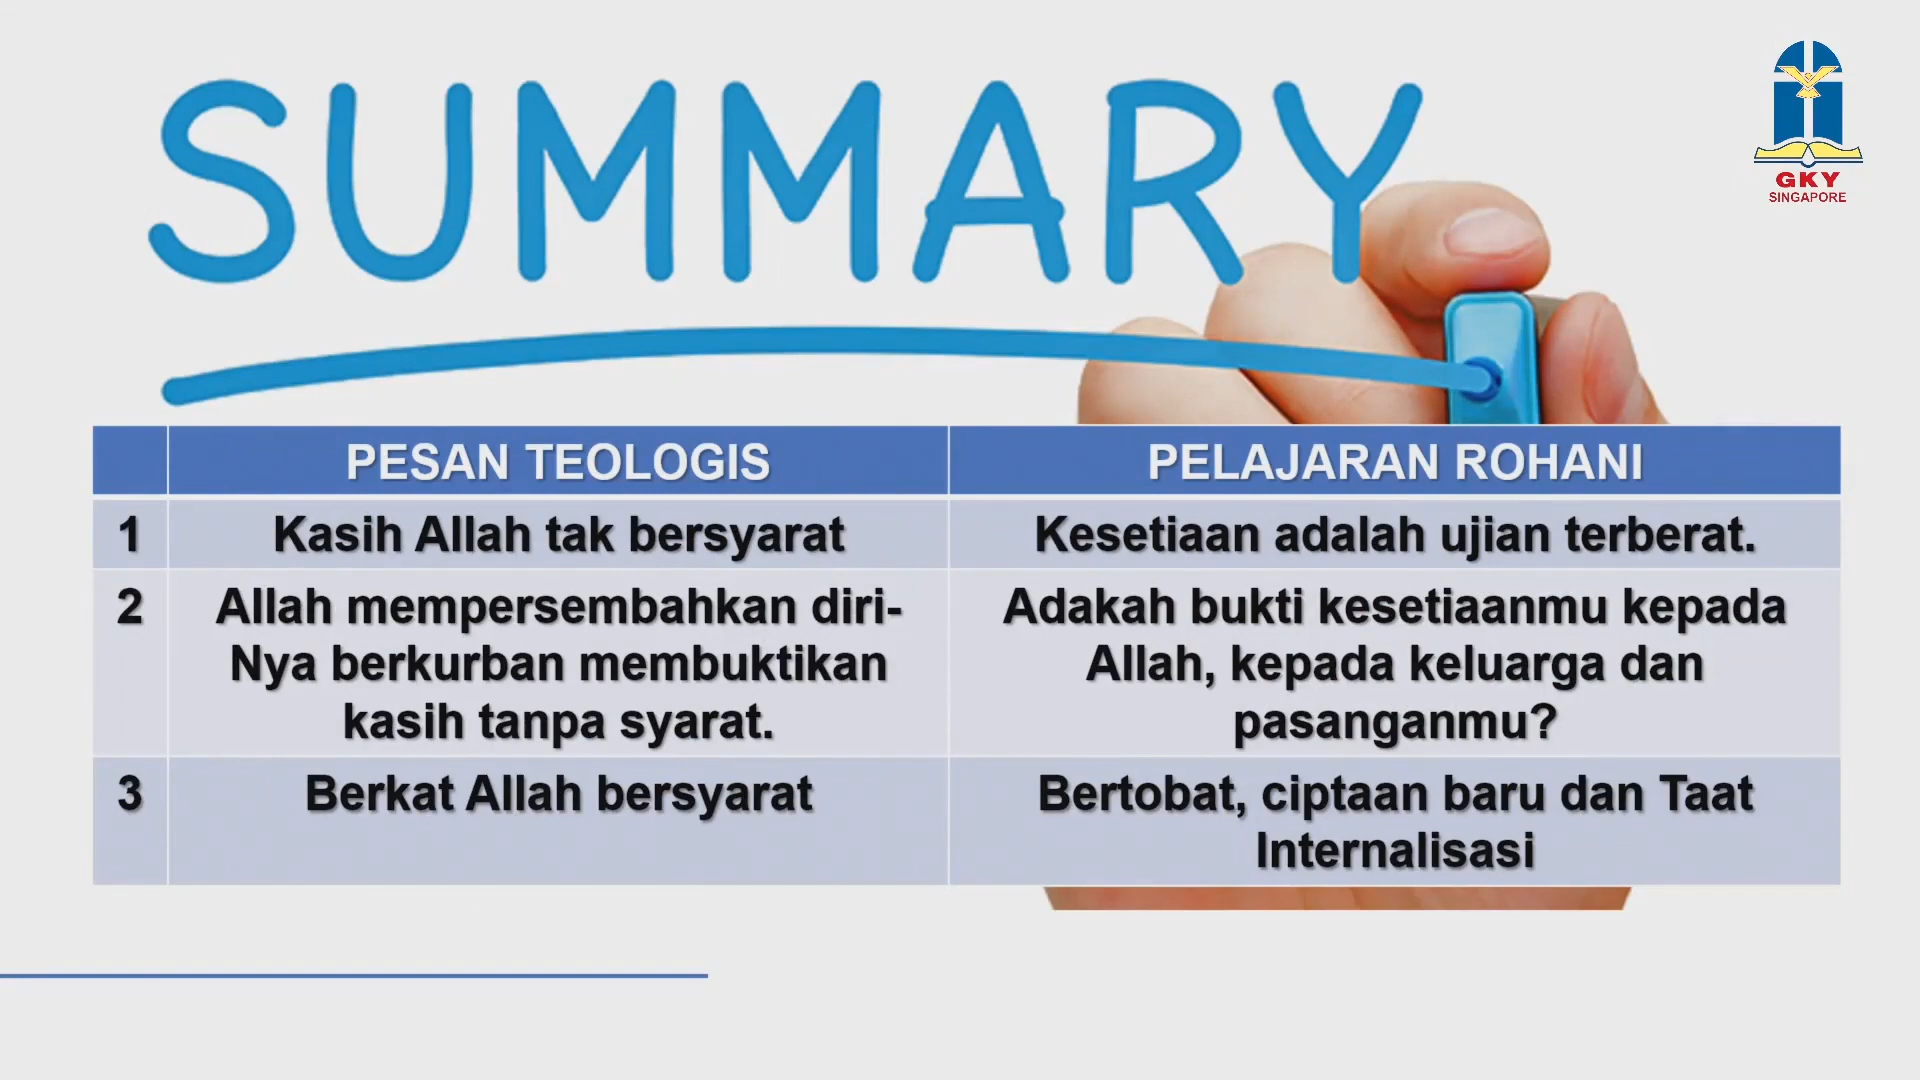 SUMMARY
GKY
SINGAPORE
PESAN TEOLOGIS
PELAJARAN ROHANI
1
Kasih Allah tak bersyarat
Kesetiaan adalah ujian terberat.
2
Allah mempersembahkan diri-
Nya berkurban membuktikan
kasih tanpa syarat.
Adakah bukti kesetiaanmu kepada
Allah, kepada keluarga dan
pasanganmu?
3
Berkat Allah bersyarat
Bertobat, ciptaan baru dan Taat
Internalisasi